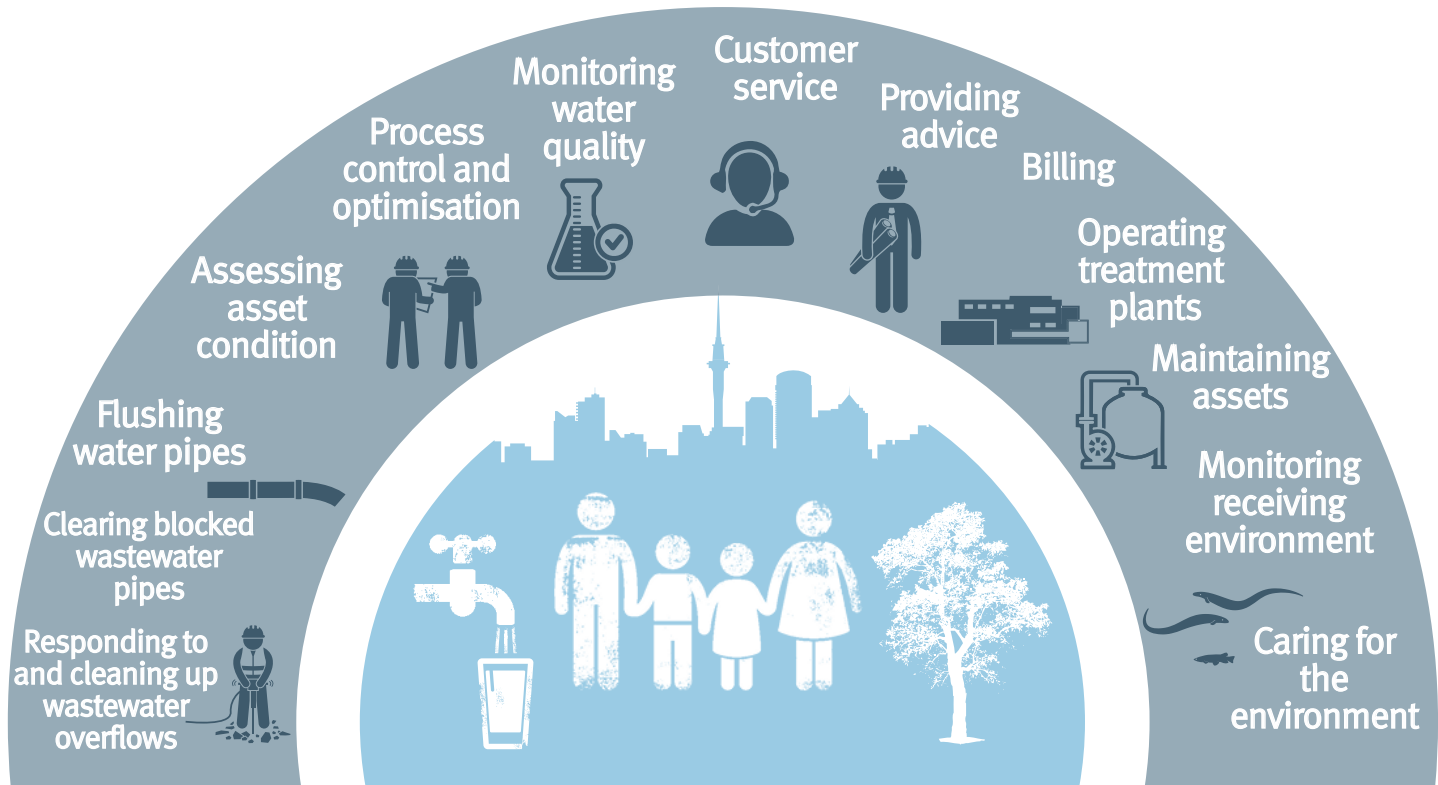 Responding to
and cleaning up
wastewater
overflows
Clearing blocked
wastewater
pipes
Flushing
water pipes
Assessing
asset
condition
Process
control and
optimisation
Monitoring
water
quality
Customer
service
Providing
advice
Billing
Operating
treatment
plants
Maintaining
assets
Monitoring
receiving
environment
Caring for
the
environment